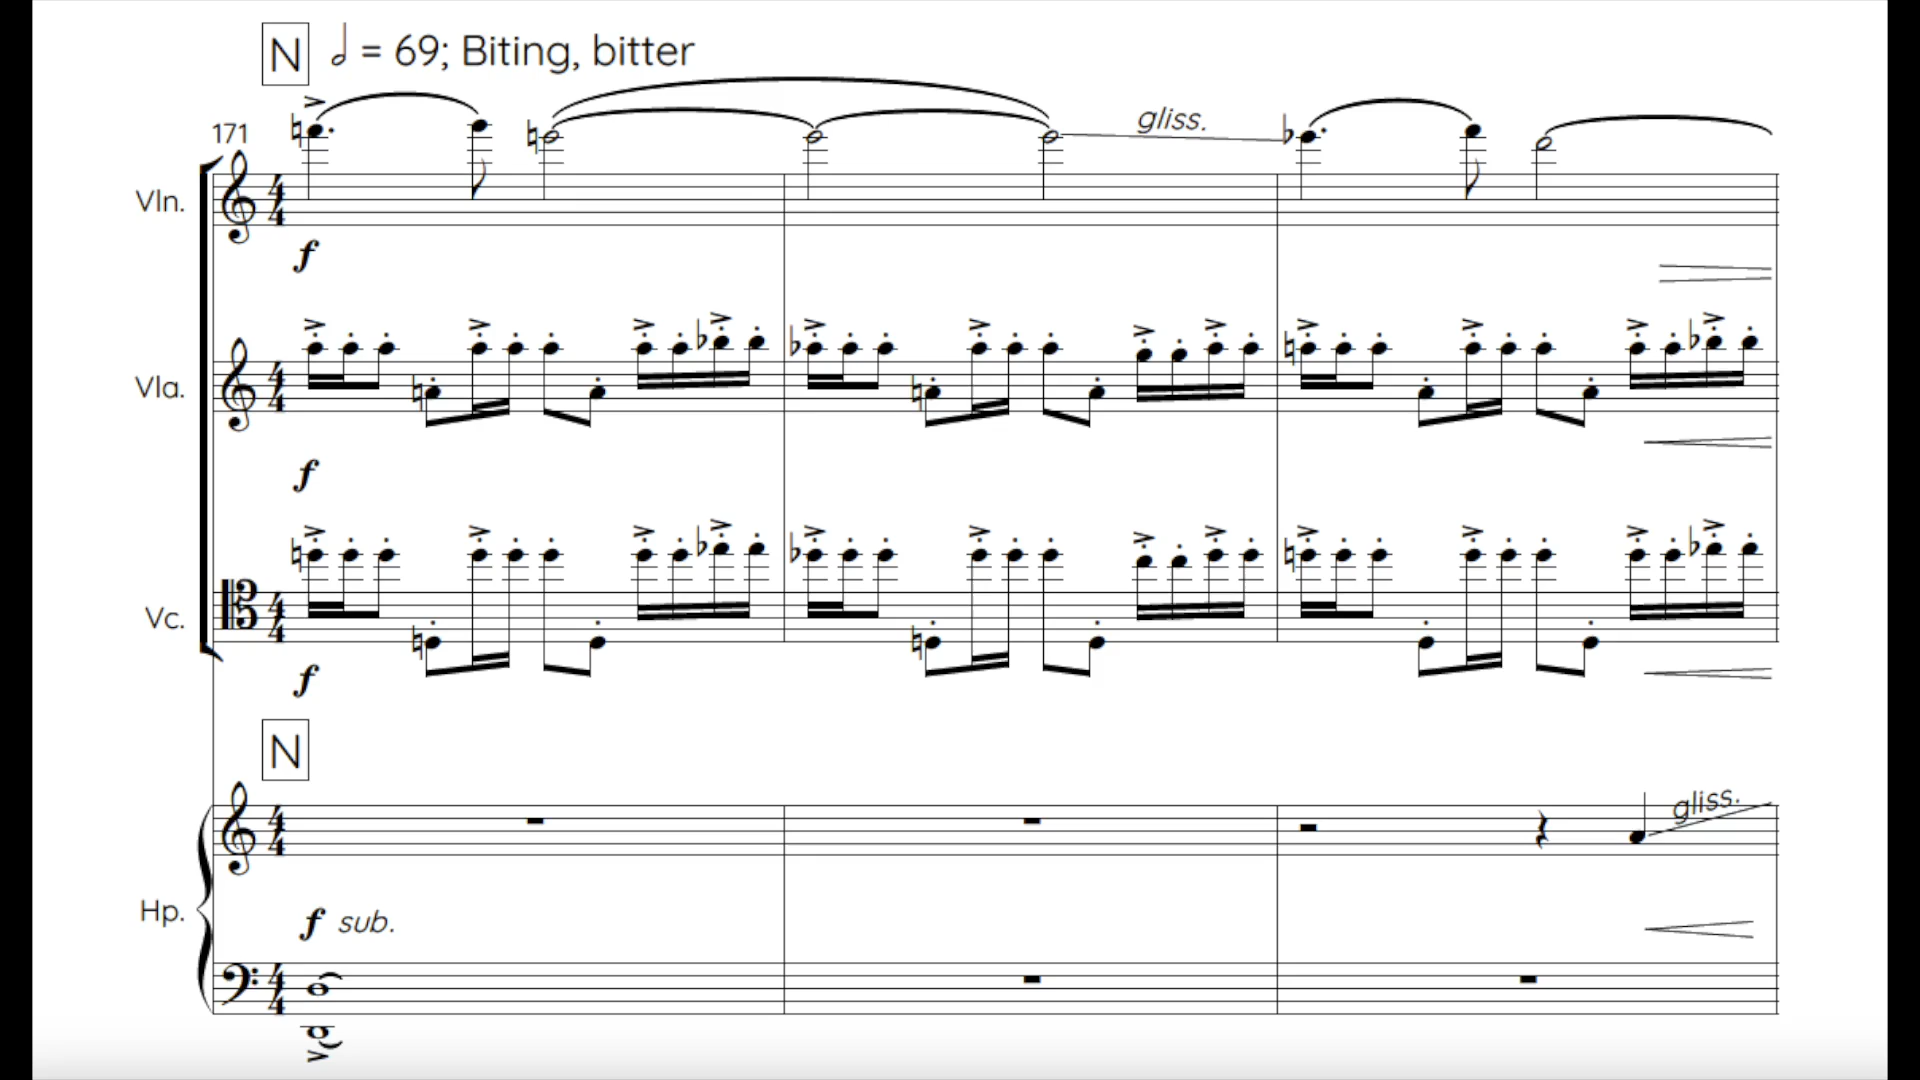 N 𝅗𝅥 = 69; Biting, bitter
171
gliss.
Vln.
f
Vla.
f
Vc.
f
N
gliss.
Hp.
f sub.